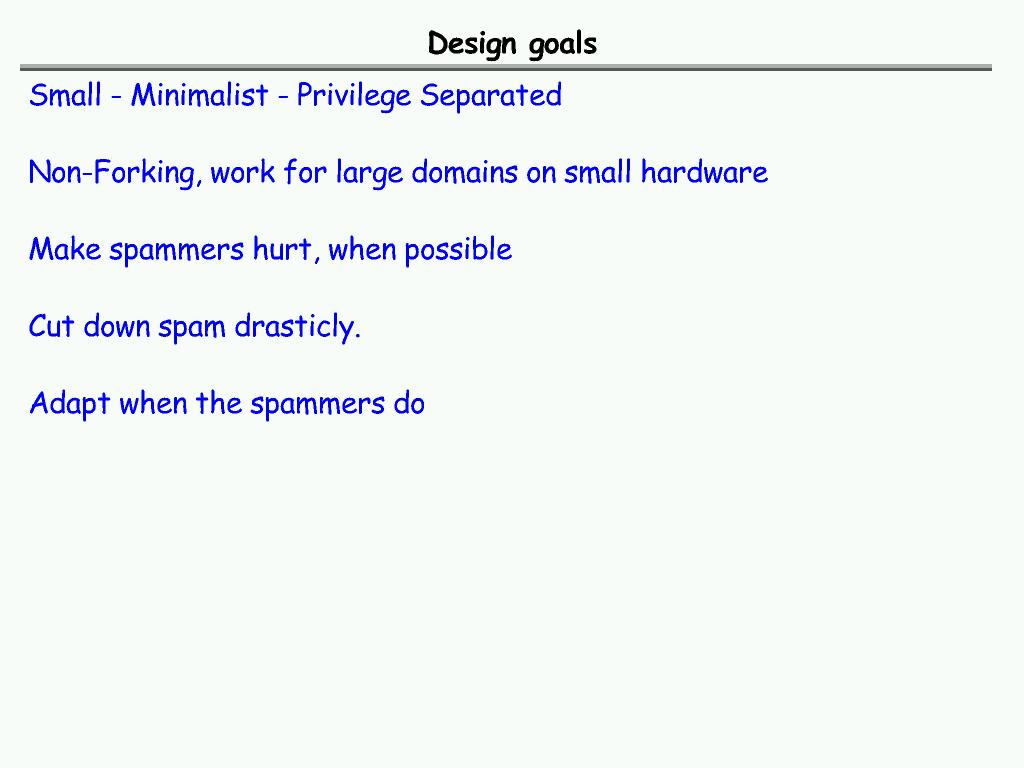 Design goals
Small - Minimalist - Privilege Separated
Non-Forking, work for large domains on small hardware
Make spammers hurt, when possible
Cut down spam drasticly.
Adapt when the spammers do